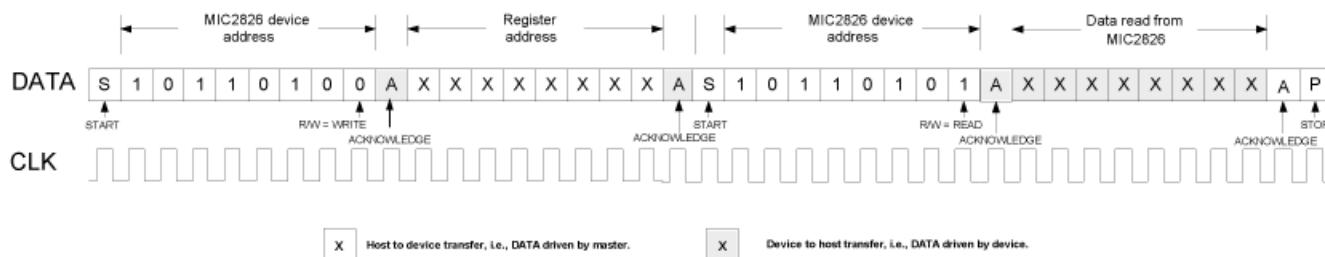 MIC2826 device address
Register address
MIC2826 device address
Data read from MIC2826
DATA S 1 0 1 1 0 1 0 0 A X X X X X X X X A S 1 0 1 1 0 1 0 1 A X X X X X X X X A P
START
R/W = WRITE
ACKNOWLEDGE
ACKNOWLEDGE
START
R/W = READ
ACKNOWLEDGE
ACKNOWLEDGE
STOP
CLK
X Host to device transfer, i.e., DATA driven by master.
X Device to host transfer, i.e., DATA driven by device.